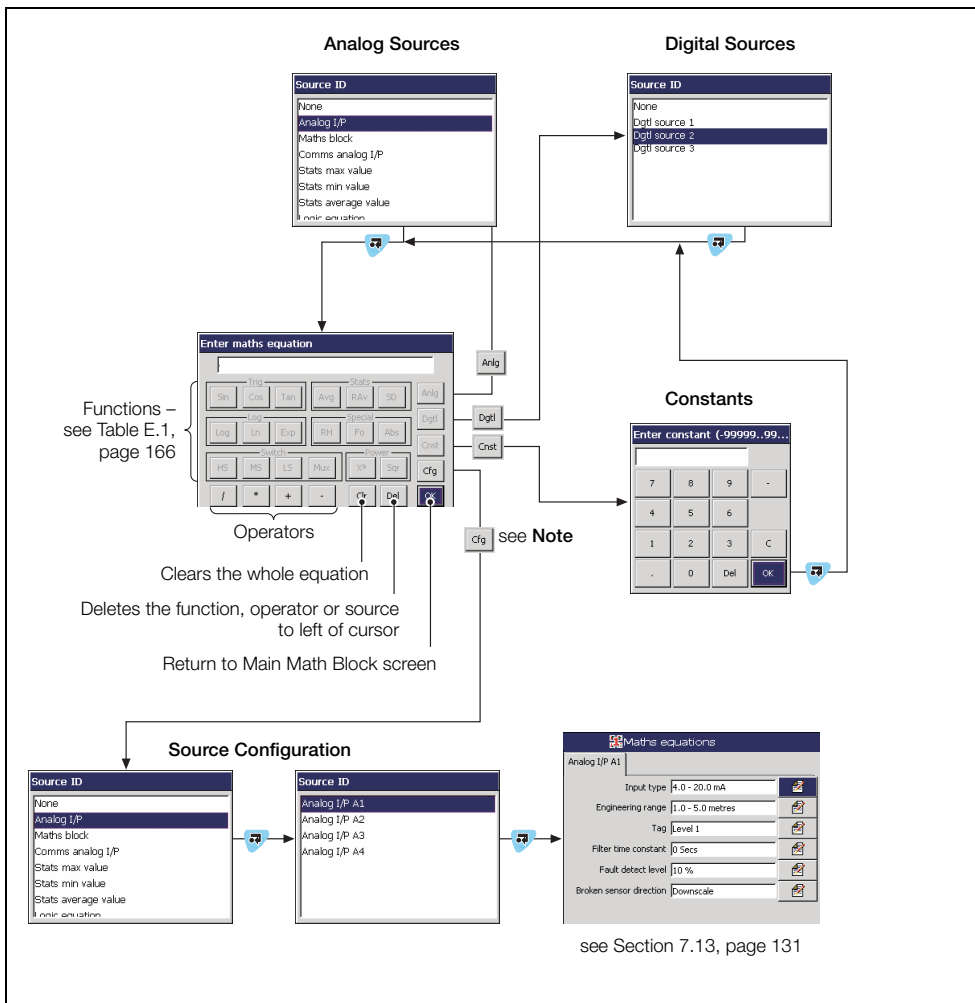 Analog Sources
Digital Sources
Source ID
None
Analog I/P
Maths block
Comms analog I/P
Stats max value
Stats min value
Stats average value
Logic equation
Source ID
None
Dgtl source 1
Dgtl source 2
Dgtl source 3
Enter maths equation
Trig
Stats
Sin Cos Tan Avg RAv SD Anlg
Log
Special
Log Ln Exp RH Fo Abs Dgtl
Cnst
Switch
Power
HS MS LS Mux Xª Sqr Cfg
/ * + - Clr Del OK
Anlg
Dgtl
Cnst
Functions –
see Table E.1,
page 166
Operators
Cfg see Note
Clears the whole equation
Deletes the function, operator or source
to left of cursor
Return to Main Math Block screen
Constants
Enter constant (-99999..99...
7 8 9 -
4 5 6
1 2 3 C
. 0 Del OK
Source Configuration
Source ID
None
Analog I/P
Maths block
Comms analog I/P
Stats max value
Stats min value
Stats average value
Logic equation
Source ID
Analog I/P A1
Analog I/P A2
Analog I/P A3
Analog I/P A4
Maths equations
Analog I/P A1
Input type 4.0 - 20.0 mA
Engineering range 1.0 - 5.0 metres
Tag Level 1
Filter time constant 0 Secs
Fault detect level 10 %
Broken sensor direction Downscale
see Section 7.13, page 131